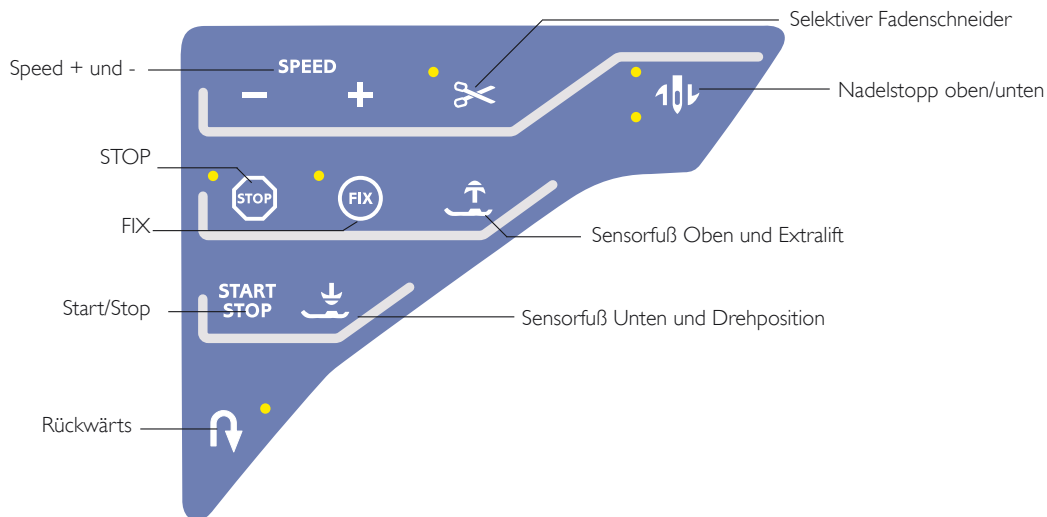 Selektiver Fadenschneider
Speed + und -
SPEED
Nadelstopp oben/unten
STOP
STOP
FIX
FIX
Sensorfuß Oben und Extralift
Start/Stop
START
STOP
Sensorfuß Unten und Drehposition
Rückwärts